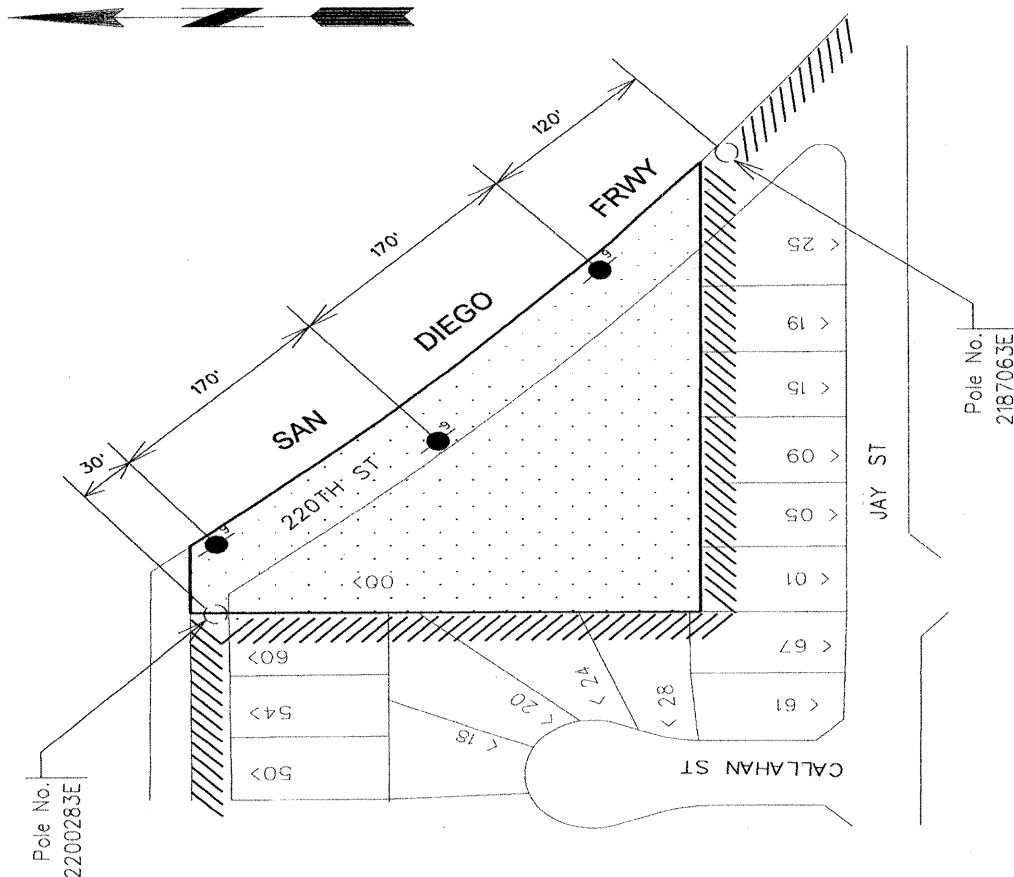 120'
170'
170'
30'
SAN
DIEGO
FRWY
220TH ST
00>
60>
54>
50>
< 18
< 20
< 24
< 28
< 25
< 19
< 15
< 09
< 05
< 01
< 67
< 61
JAY ST
CALLAHAN ST
Pole No.
2187063E
Pole No.
2200283E